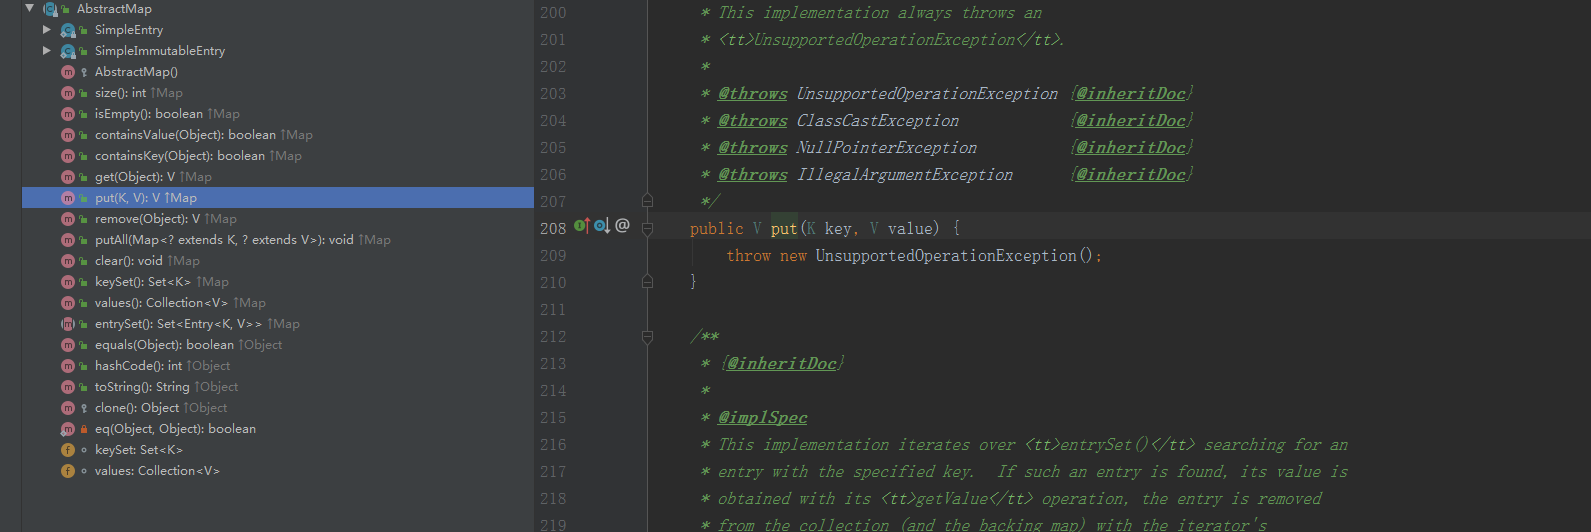 AbstractMap
SimpleEntry
SimpleImmutableEntry
AbstractMap()
size(): int ↑Map
isEmpty(): boolean ↑Map
containsValue(Object): boolean ↑Map
containsKey(Object): boolean ↑Map
get(Object): V ↑Map
put(K, V): V ↑Map
remove(Object): V ↑Map
putAll(Map<? extends K, ? extends V>): void ↑Map
clear(): void ↑Map
keySet(): Set<K> ↑Map
values(): Collection<V> ↑Map
entrySet(): Set<Entry<K, V>> ↑Map
equals(Object): boolean ↑Object
hashCode(): int ↑Object
toString(): String ↑Object
clone(): Object ↑Object
eq(Object, Object): boolean
keySet: Set<K>
values: Collection<V>
200 * This implementation always throws an
201 * <tt>UnsupportedOperationException</tt>.
202 *
203 * @throws UnsupportedOperationException {@inheritDoc}
204 * @throws ClassCastException {@inheritDoc}
205 * @throws NullPointerException {@inheritDoc}
206 * @throws IllegalArgumentException {@inheritDoc}
207 */
208 @ public V put(K key, V value) {
209 throw new UnsupportedOperationException();
210 }
211
212 /**
213 * {@inheritDoc}
214 *
215 * @implSpec
216 * This implementation iterates over <tt>entrySet()</tt> searching for an
217 * entry with the specified key. If such an entry is found, its value is
218 * obtained with its <tt>getValue</tt> operation, the entry is removed
219 * from the collection (and the backing map) with the iterator's